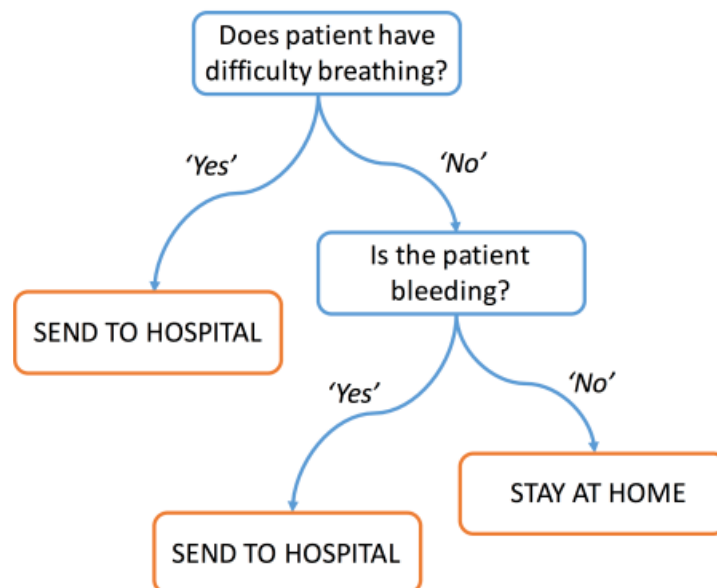 Does patient have
difficulty breathing?
‘Yes’
‘No’
Is the patient
bleeding?
SEND TO HOSPITAL
‘Yes’
‘No’
STAY AT HOME
SEND TO HOSPITAL